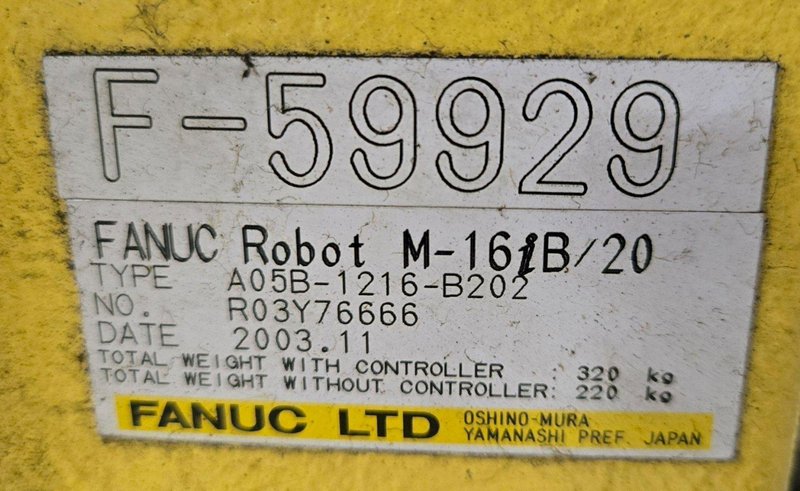 F-59929
FANUC Robot M-16iB/20
TYPE A05B-1216-B202
NO. R03Y76666
DATE 2003.11
TOTAL WEIGHT WITH CONTROLLER : 320 kg
TOTAL WEIGHT WITHOUT CONTROLLER: 220 kg
FANUC LTD OSHINO-MURA
YAMANASHI PREF. JAPAN